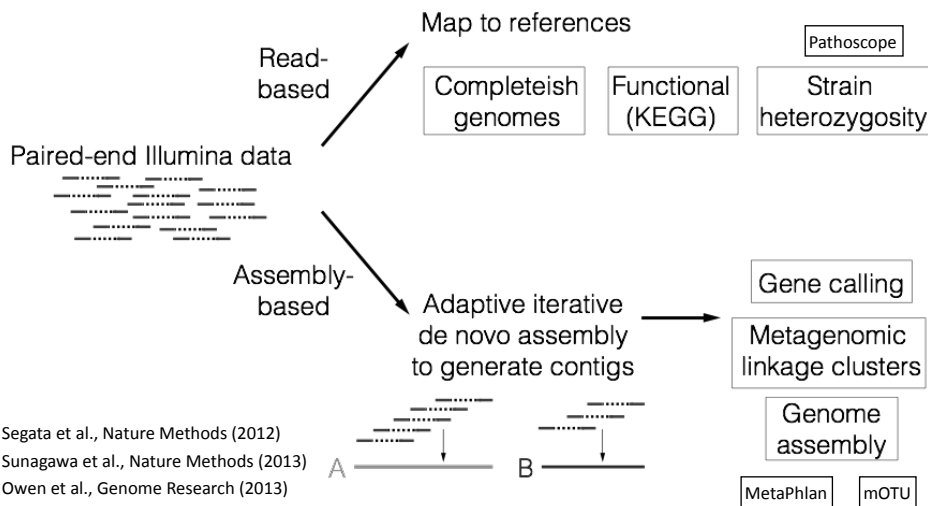 Map to references
Pathoscope
Read-
based
Completeish
genomes
Functional
(KEGG)
Strain
heterozygosity
Paired-end Illumina data
Assembly-
based
Adaptive iterative
de novo assembly
to generate contigs
Gene calling
Metagenomic
linkage clusters
Genome
assembly
Segata et al., Nature Methods (2012)
Sunagawa et al., Nature Methods (2013)
Owen et al., Genome Research (2013)
A
B
MetaPhlan
mOTU